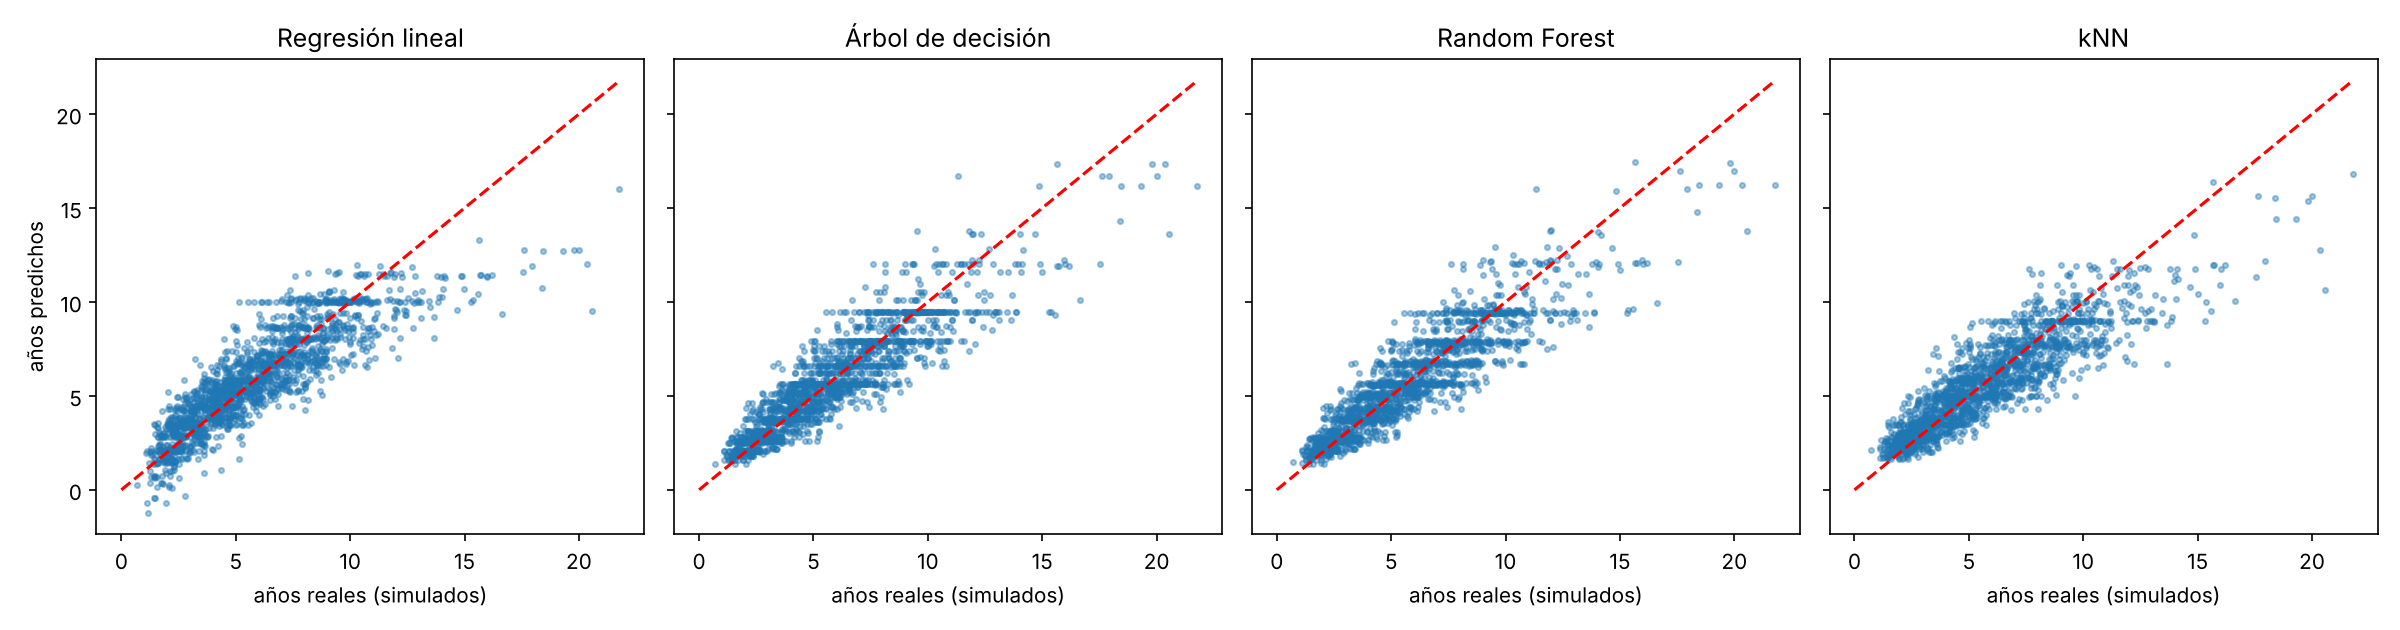 Regresión lineal
Árbol de decisión
Random Forest
kNN
años predichos
20
15
10
5
0
0 5 10 15 20
0 5 10 15 20
0 5 10 15 20
0 5 10 15 20
años reales (simulados)
años reales (simulados)
años reales (simulados)
años reales (simulados)